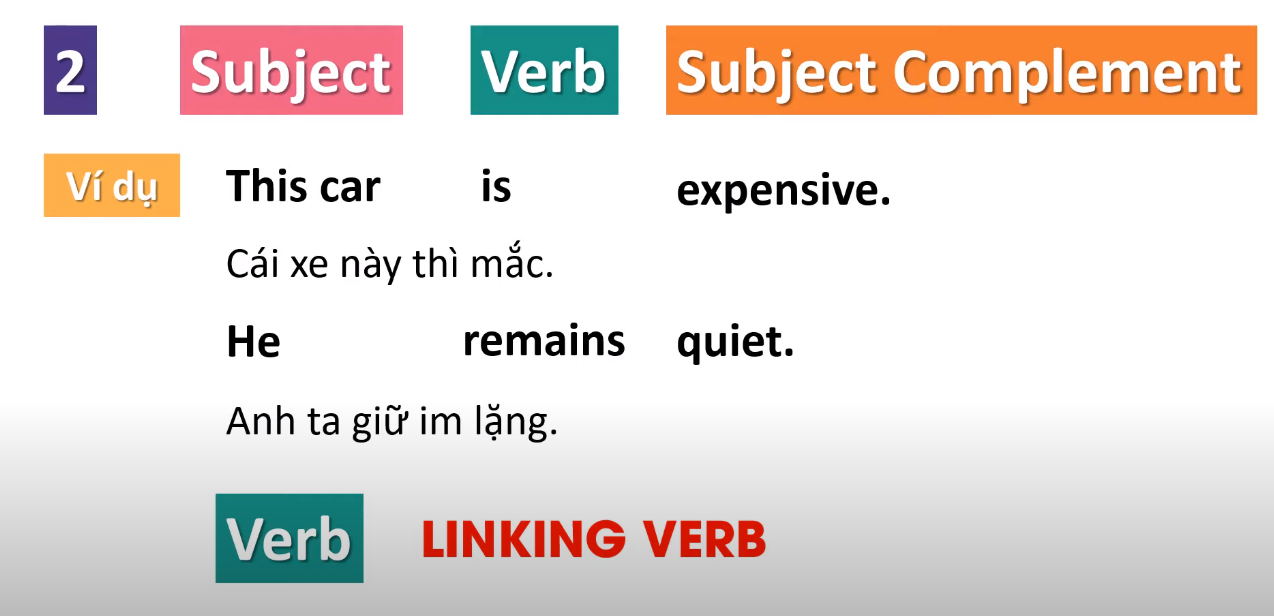 2 Subject Verb Subject Complement
Ví dụ This car is expensive.
Cái xe này thì mắc.
He remains quiet.
Anh ta giữ im lặng.
Verb LINKING VERB